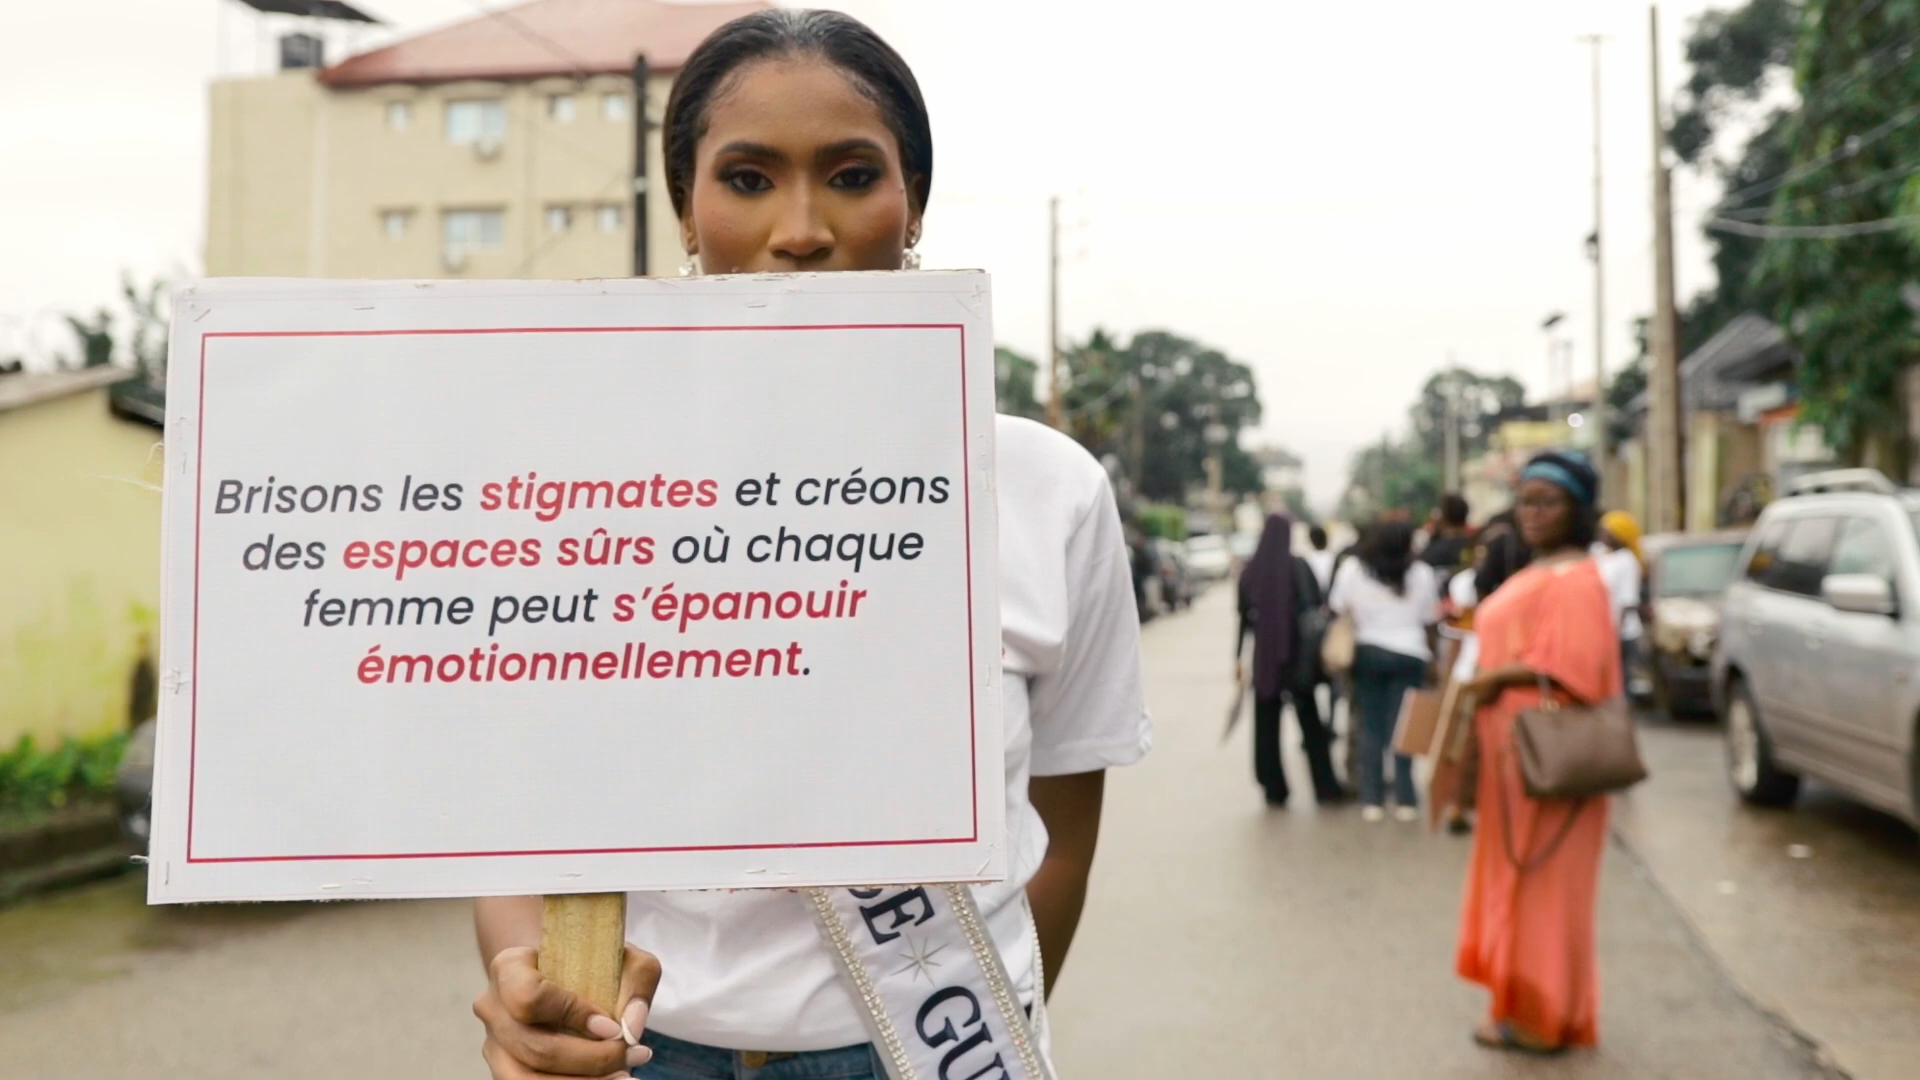 Brisons les stigmates et créons
des espaces sûrs où chaque
femme peut s’épanouir
émotionnellement.